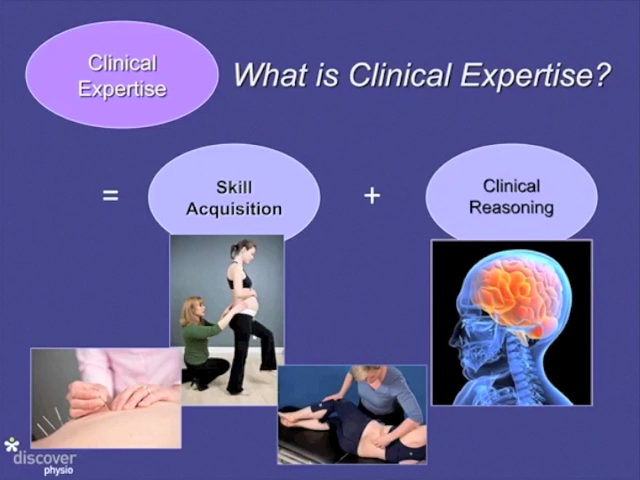 Clinical
Expertise
What is Clinical Expertise?
=
Skill
Acquisition
+
Clinical
Reasoning
*discover
physio